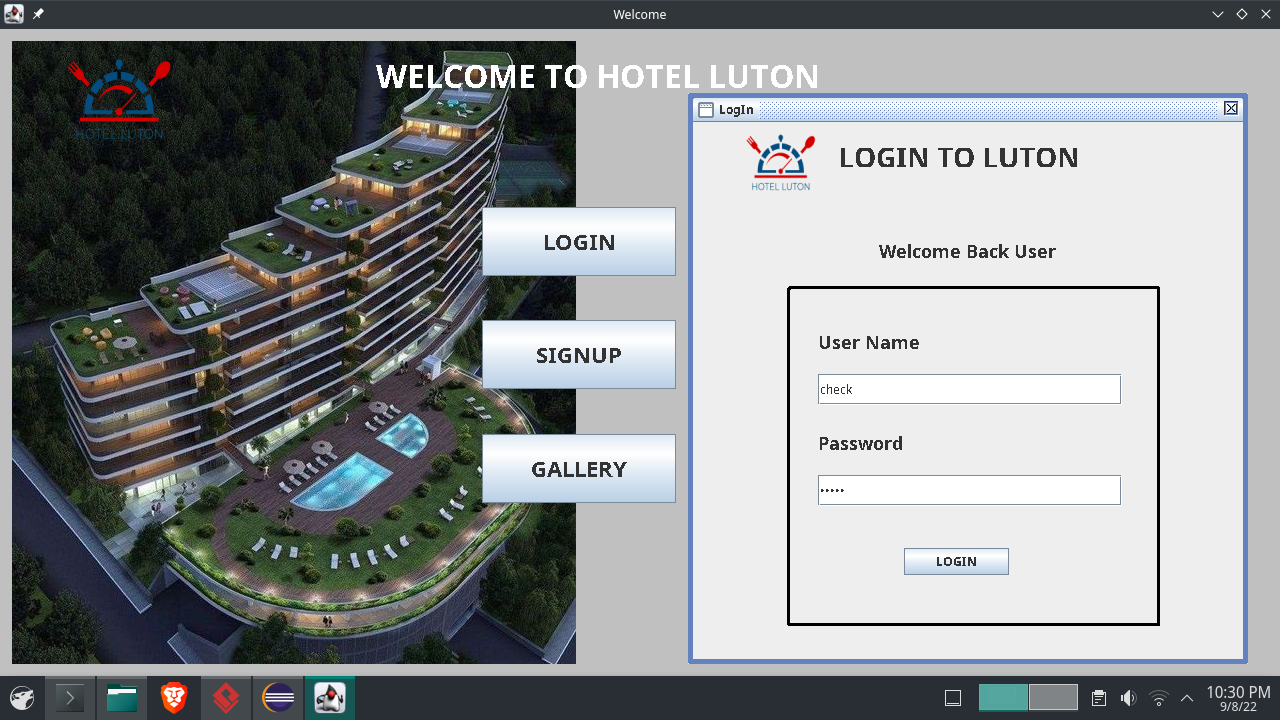 Welcome
WELCOME TO HOTEL LUTON
HOTEL LUTON
LOGIN
SIGNUP
GALLERY
LogIn
HOTEL LUTON
LOGIN TO LUTON
Welcome Back User
User Name
check
Password
•••••
LOGIN
10:30 PM
9/8/22